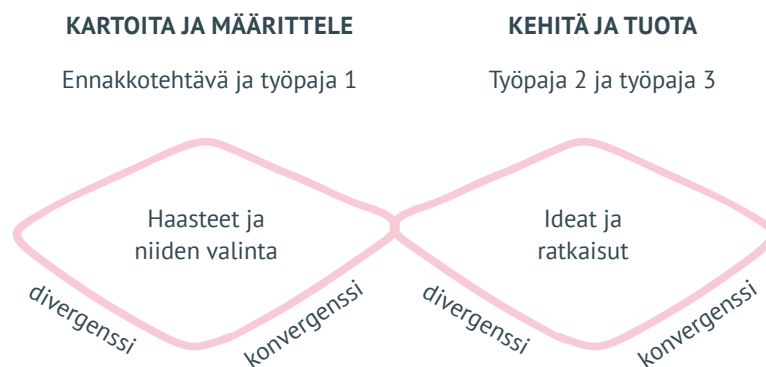 KARTOITA JA MÄÄRITTELE
Ennakkotehtävä ja työpaja 1
Haasteet ja
niiden valinta
divergenssi
konvergenssi
KEHITÄ JA TUOTA
Työpaja 2 ja työpaja 3
Ideat ja
ratkaisut
divergenssi
konvergenssi